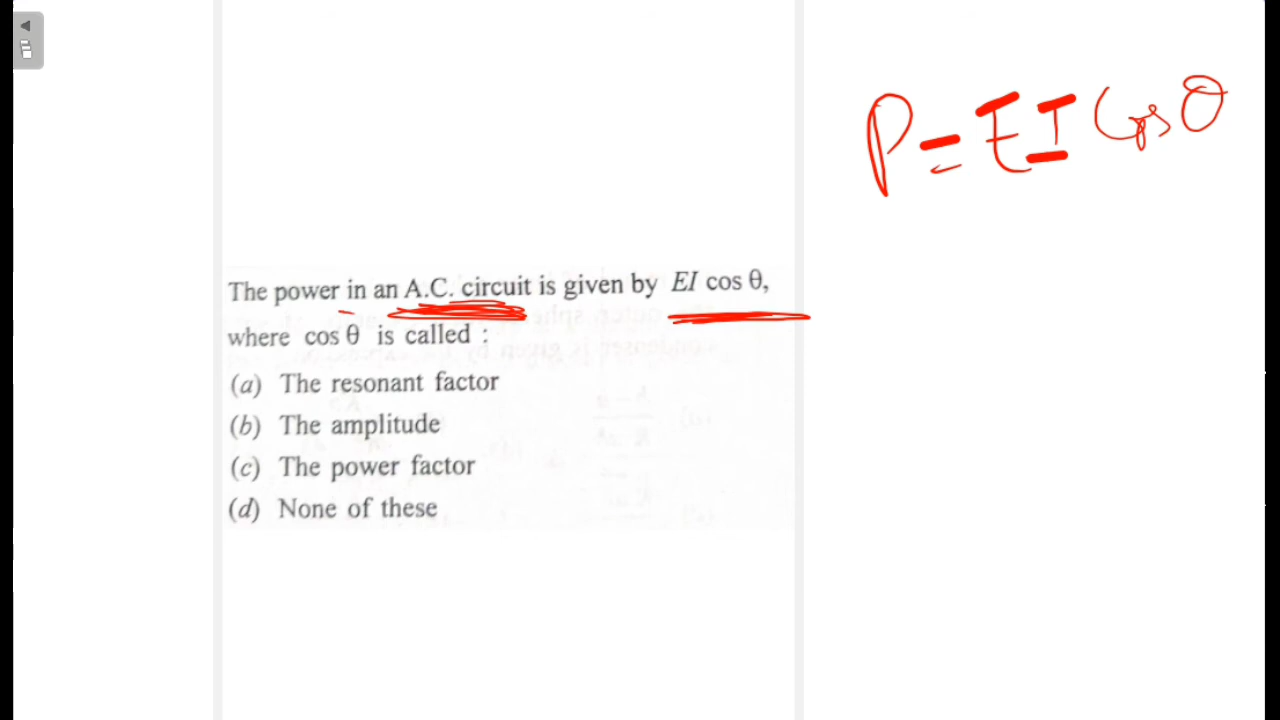 P = EI Cos θ
The power in an A.C. circuit is given by EI cos θ,
where cos θ is called :
(a) The resonant factor
(b) The amplitude
(c) The power factor
(d) None of these